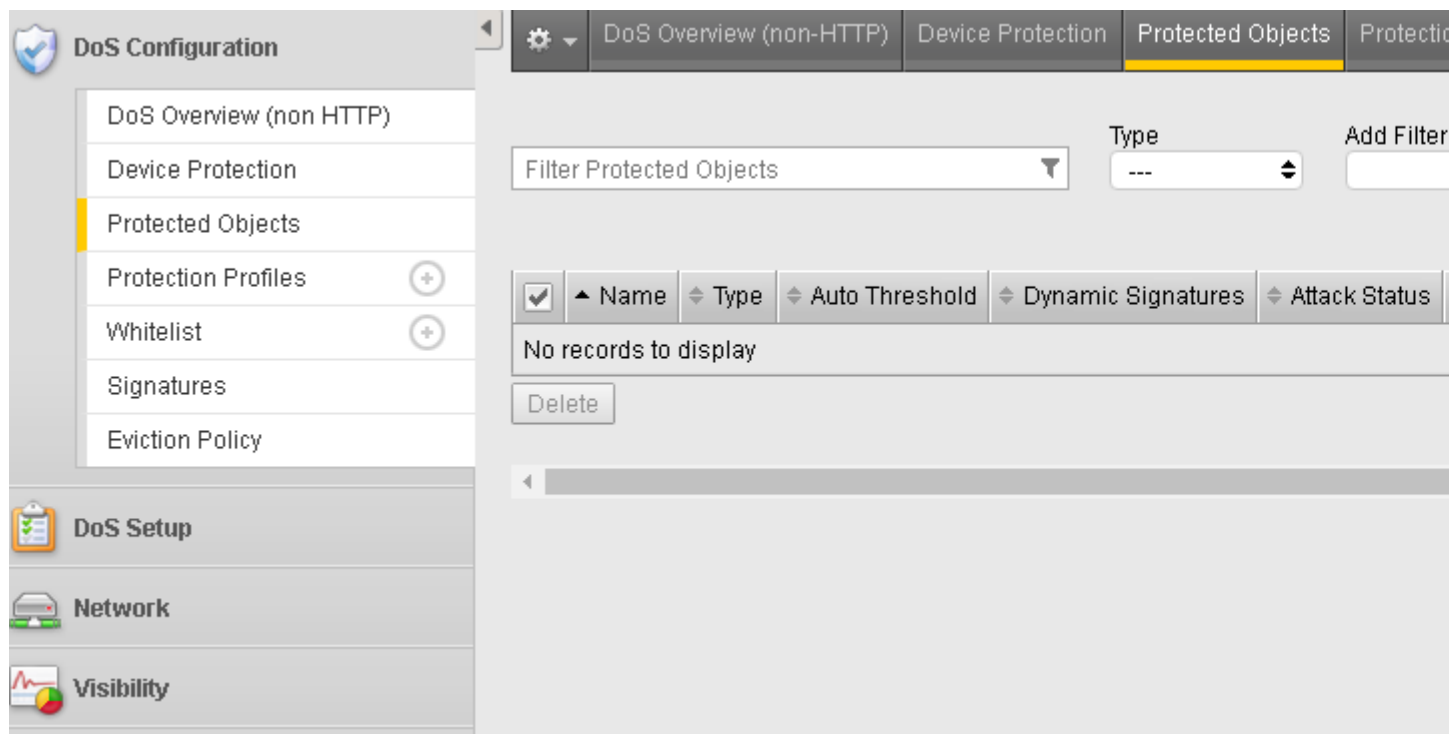 DoS Configuration
DoS Overview (non HTTP)
Device Protection
Protected Objects
Protection Profiles
Whitelist
Signatures
Eviction Policy
DoS Setup
Network
Visibility
DoS Overview (non-HTTP) Device Protection Protected Objects Protectic
Type Add Filter
Filter Protected Objects --- 
Name Type Auto Threshold Dynamic Signatures Attack Status
No records to display
Delete